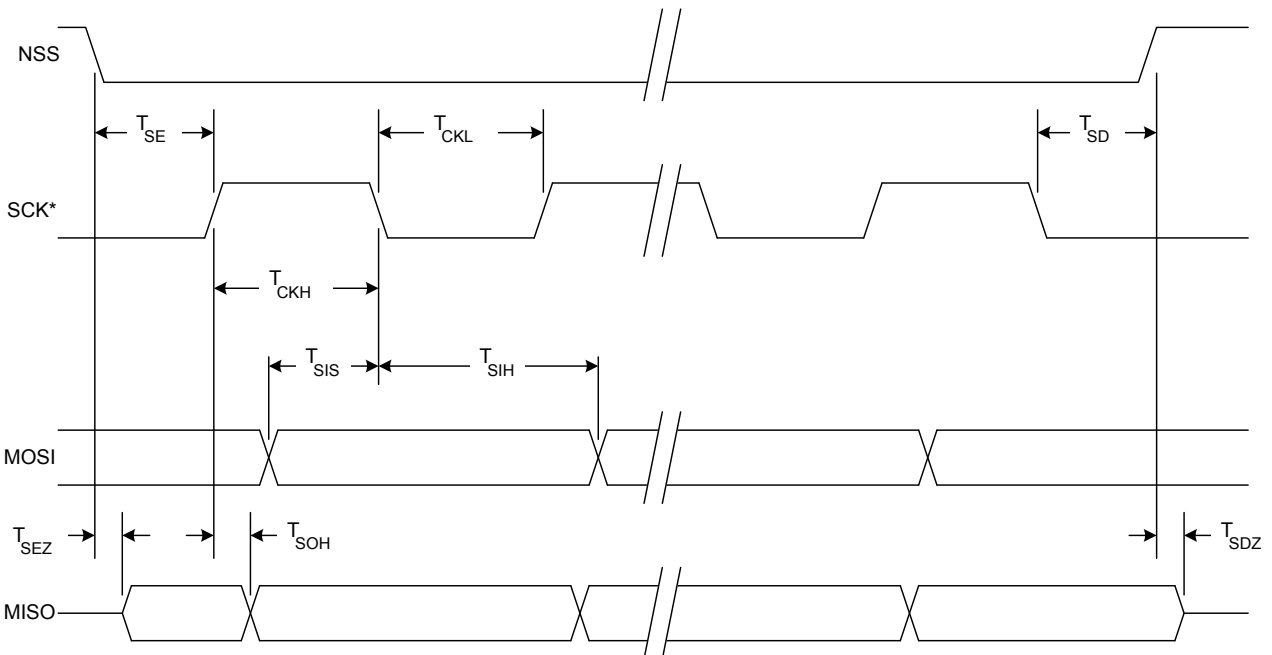 NSS
T_SE
T_CKL
T_SD
SCK*
T_CKH
T_SIS
T_SIH
MOSI
T_SEZ
T_SOH
T_SDZ
MISO